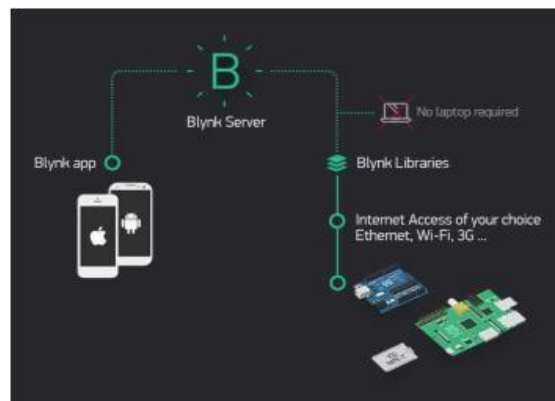 B
Blynk Server
No laptop required
Blynk app
Blynk Libraries
Internet Access of your choice
Ethernet, Wi-Fi, 3G ...